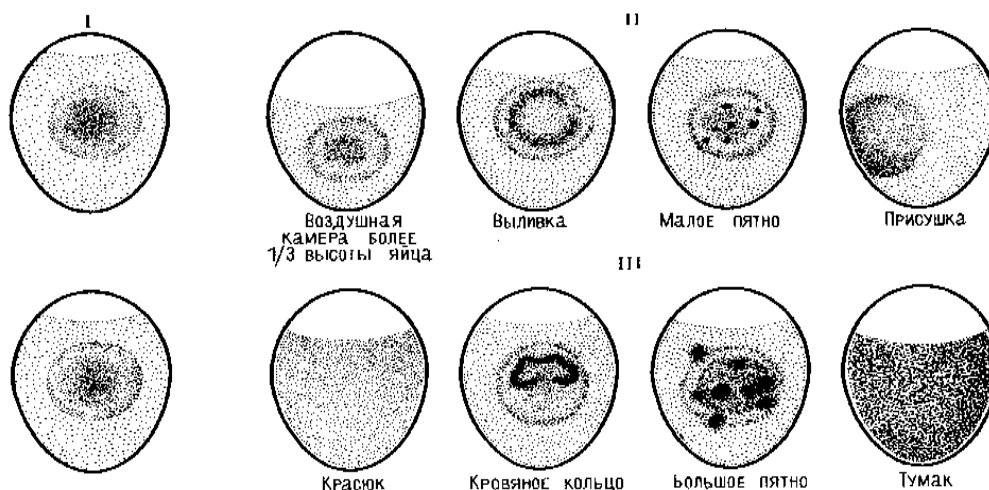 I
II
Воздушная
камера более
1/3 высоты яйца
Выливка
Малое пятно
Присушка
III
Красюк
Кровяное кольцо
Большое пятно
Тумак